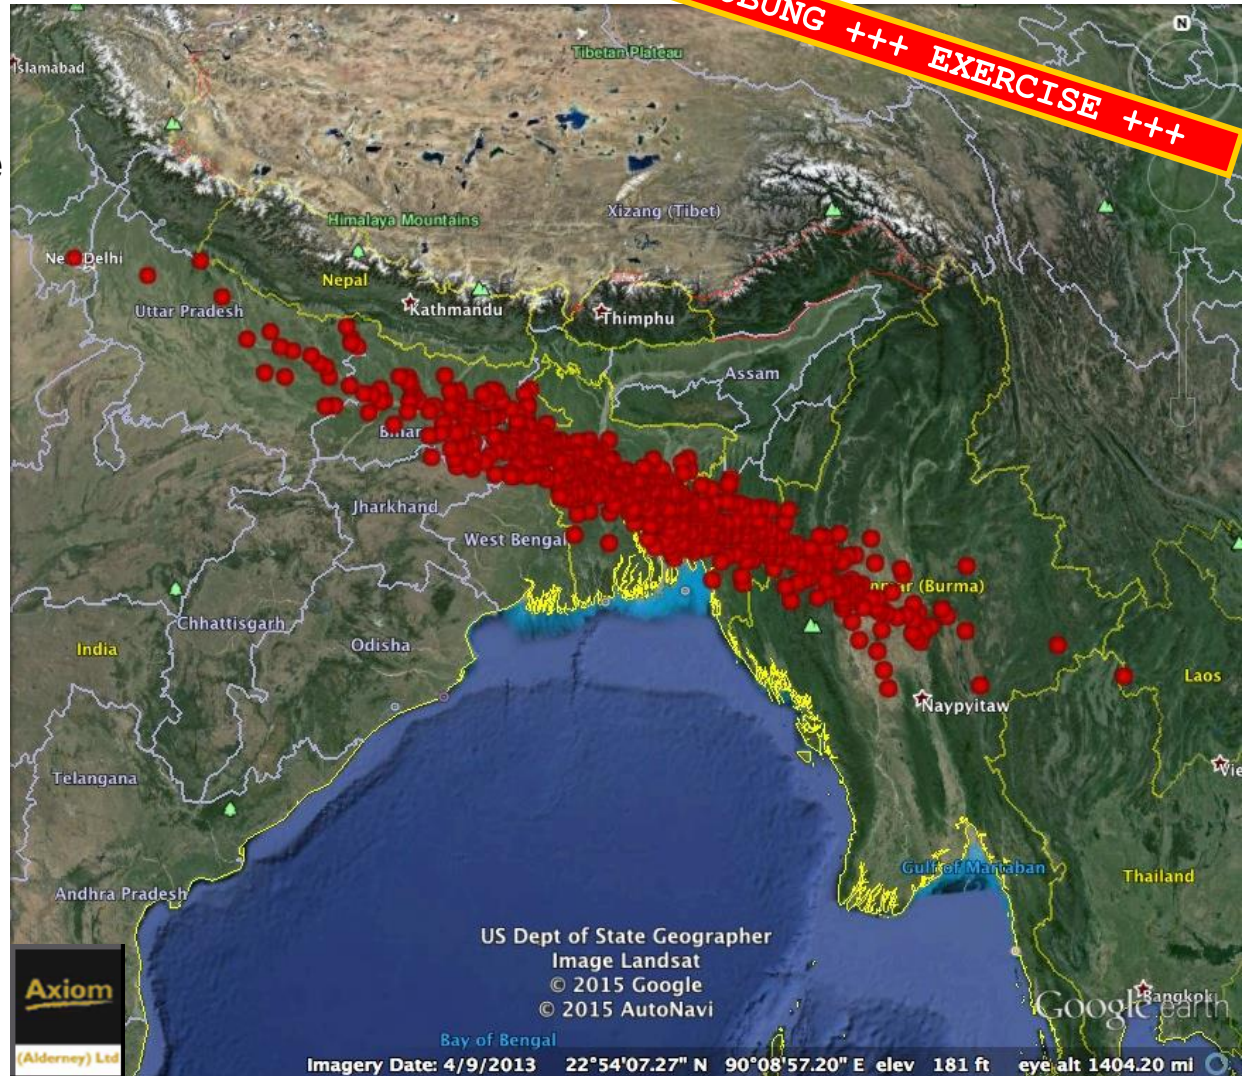 BUNG +++ EXERCISE +++
N
Tibetan Plateau
Islamabad
Himalaya Mountains
Xizang (Tibet)
Delhi
Nepal
Uttar Pradesh
Kathmandu
Thimphu
Assam
Jharkhand
West Bengal
(Burma)
Chhattisgarh
Odisha
India
Laos
Naypyitaw
Telangana
Gulf of Martaban
Thailand
Andhra Pradesh
US Dept of State Geographer
Image Landsat
© 2015 Google
© 2015 AutoNavi
Axiom
(Alderney) Ltd
Bangkok
Google earth
Bay of Bengal
Imagery Date: 4/9/2013 22°54'07.27" N 90°08'57.20" E elev 181 ft eye alt 1404.20 mi